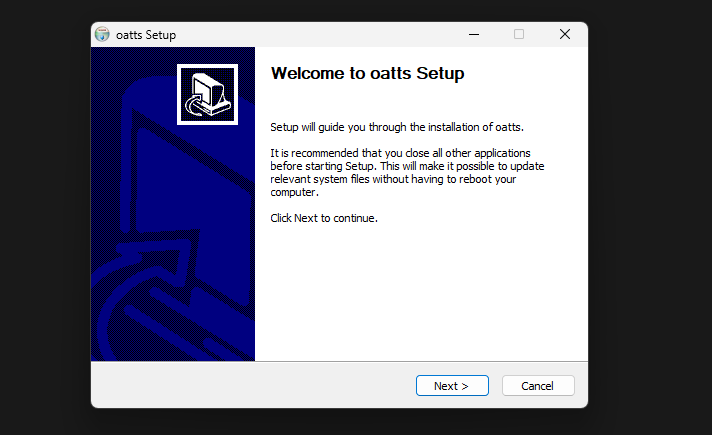 oatts Setup
Welcome to oatts Setup
Setup will guide you through the installation of oatts.
It is recommended that you close all other applications
before starting Setup. This will make it possible to update
relevant system files without having to reboot your
computer.
Click Next to continue.
Next >
Cancel